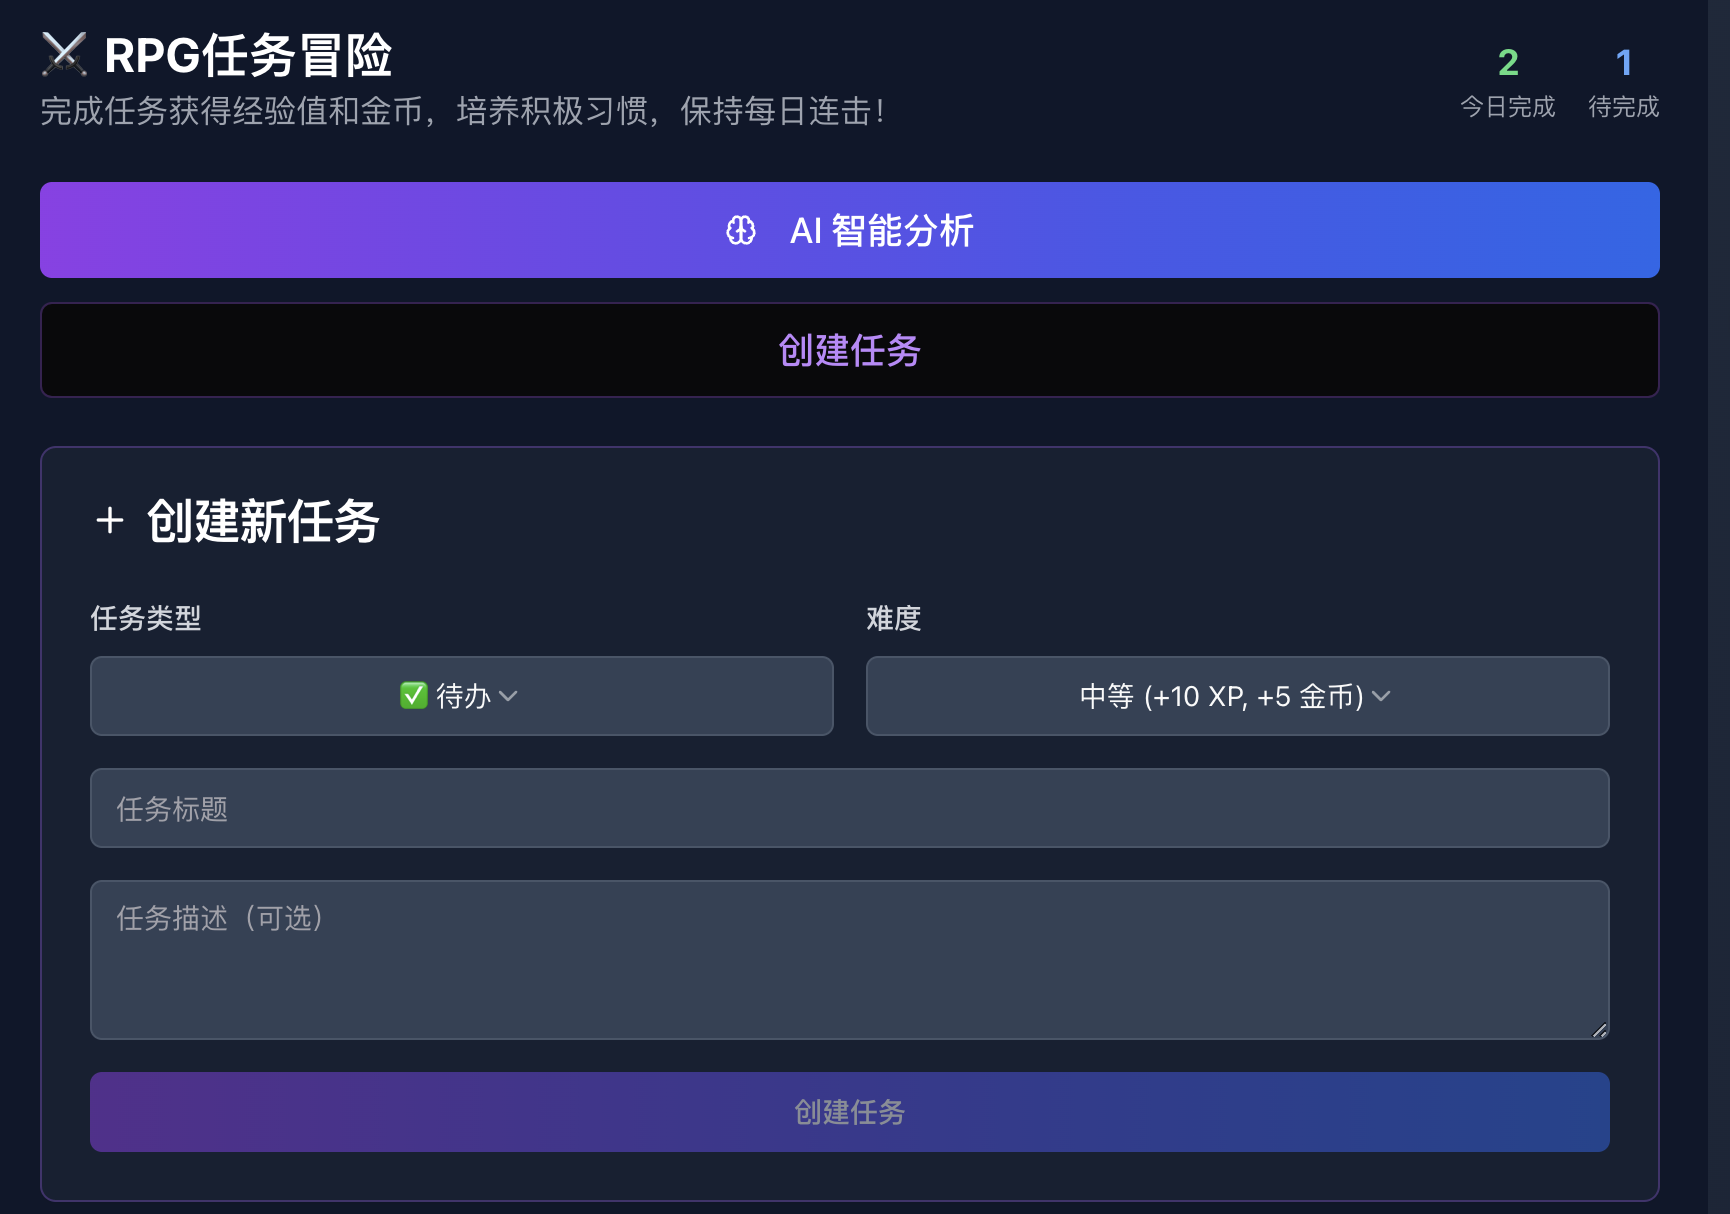 ⚔️ RPG任务冒险
完成任务获得经验值和金币，培养积极习惯，保持每日连击！
2
今日完成
1
待完成
AI 智能分析
创建任务
+ 创建新任务
任务类型
难度
✅ 待办
中等 (+10 XP, +5 金币)
任务标题
任务描述（可选）
创建任务